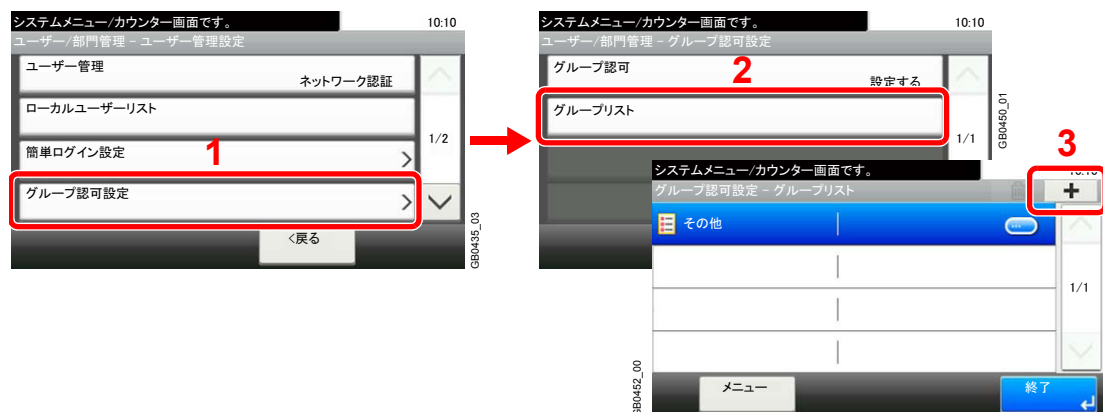 システムメニュー/カウンター画面です。
10:10
ユーザー/部門管理 - ユーザー管理設定
ユーザー管理
ネットワーク認証
ローカルユーザーリスト
簡単ログイン設定
1
1/2
グループ認可設定
<戻る
GB0435_03
システムメニュー/カウンター画面です。
10:10
ユーザー/部門管理 - グループ認可設定
グループ認可
2
設定する
グループリスト
1/1
GB0450_01
3
システムメニュー/カウンター画面です。
10:10
グループ認可設定 - グループリスト
+
その他
...
1/1
メニュー
終了
GB0452_00